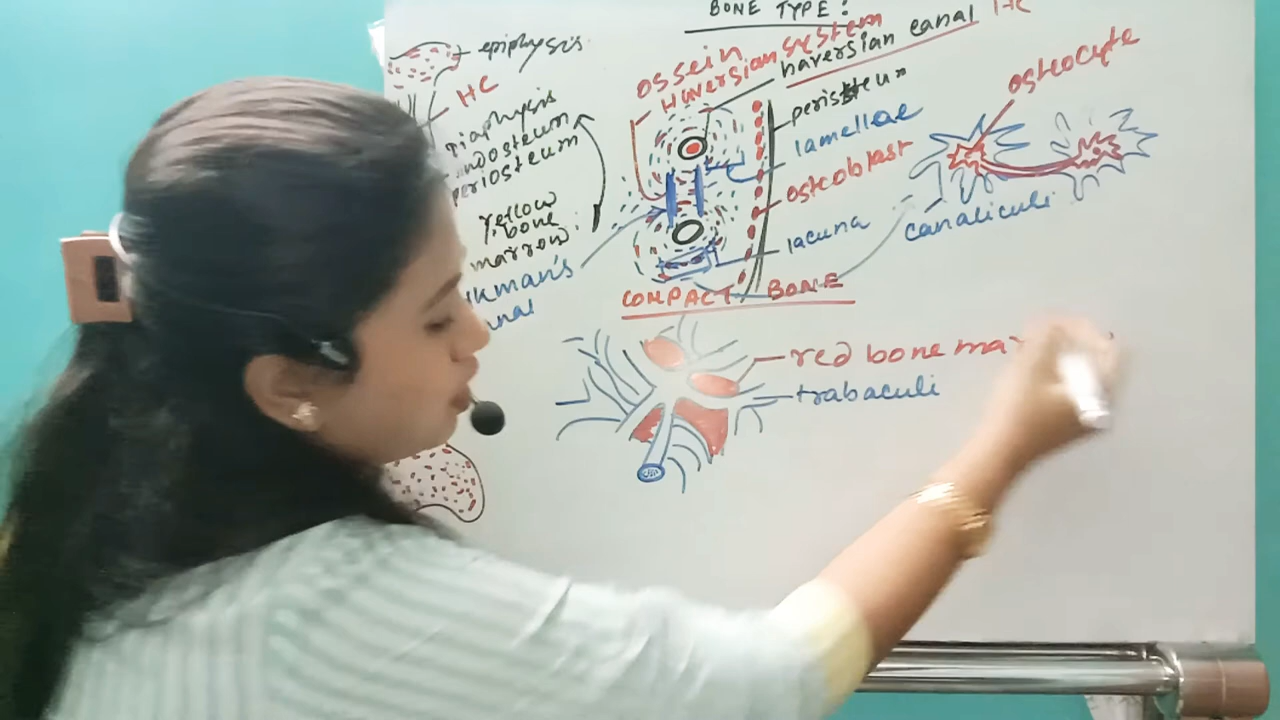 BONE TYPE:
epiphysis
HC
diaphysis
endosteum
periosteum
yellow
bone
marrow
ossein
Haversian system
haversian canal HC
periosteum
lamellae
osteoblast
lacuna
osteocyte
canaliculi
COMPACT BONE
red bone
trabaculi